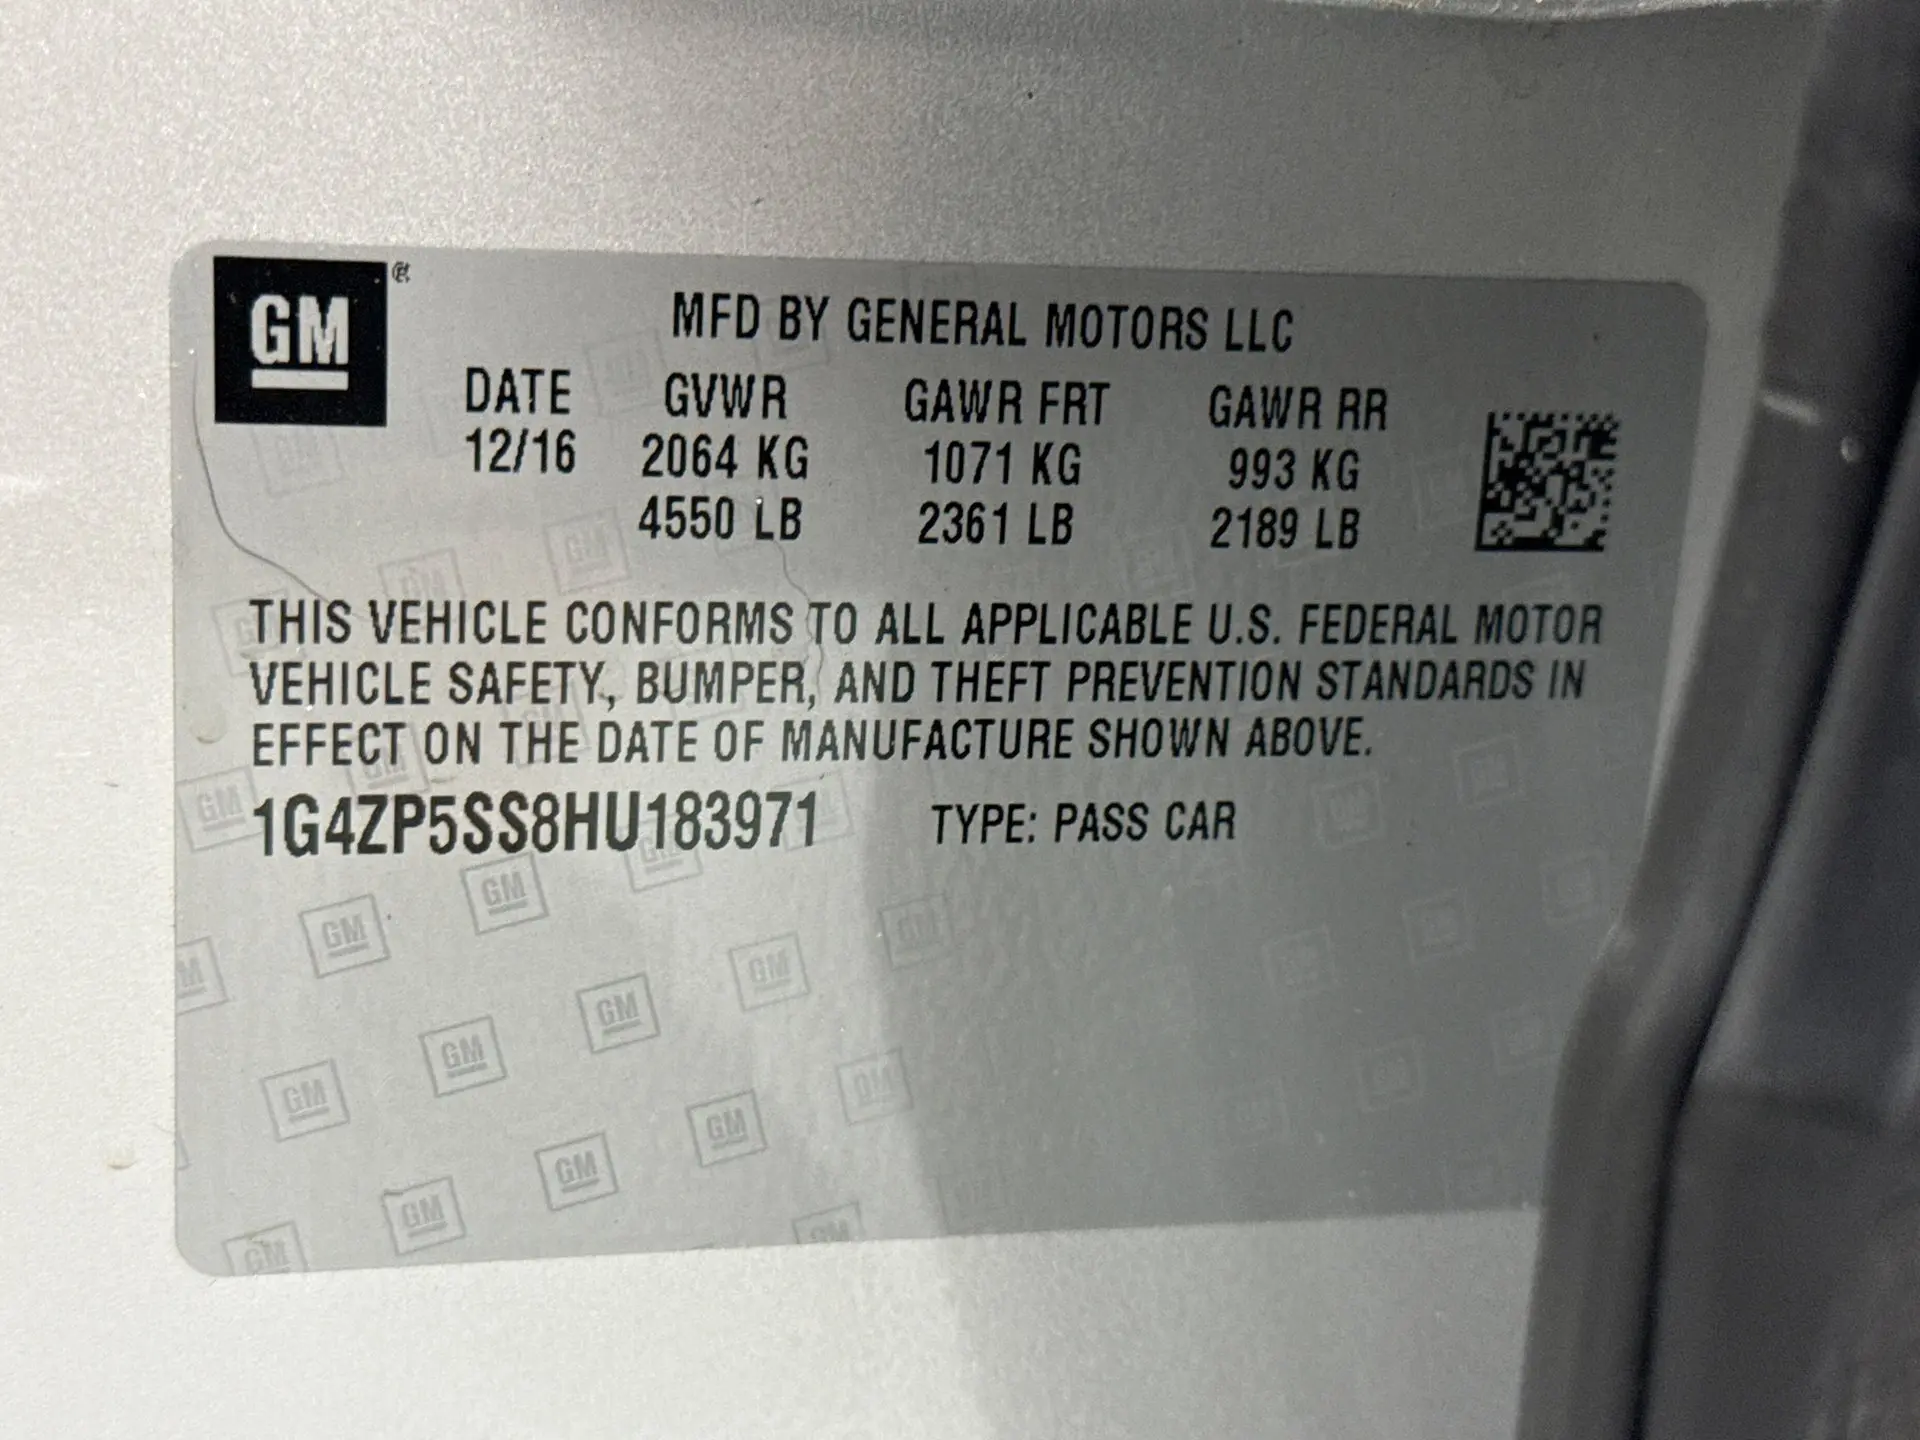 GM ®
MFD BY GENERAL MOTORS LLC
DATE GVWR GAWR FRT GAWR RR
12/16 2064 KG 1071 KG 993 KG
4550 LB 2361 LB 2189 LB
THIS VEHICLE CONFORMS TO ALL APPLICABLE U.S. FEDERAL MOTOR
VEHICLE SAFETY, BUMPER, AND THEFT PREVENTION STANDARDS IN
EFFECT ON THE DATE OF MANUFACTURE SHOWN ABOVE.
1G4ZP5SS8HU183971 TYPE: PASS CAR